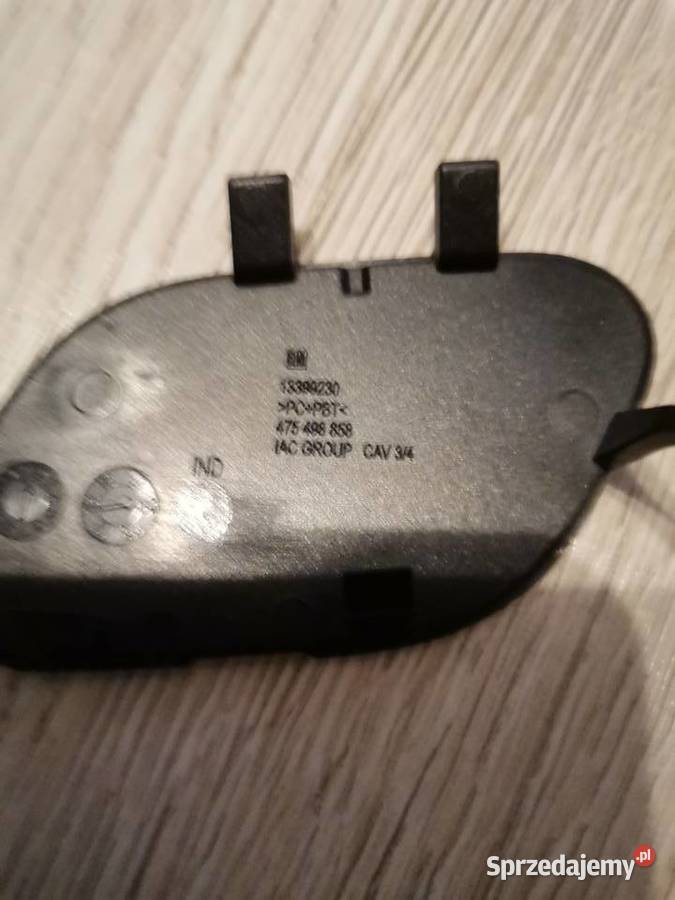 GM
13399230
>PC+PBT<
475 498 858
IAC GROUP CAV 3/4
IND
Sprzedajemy.pl